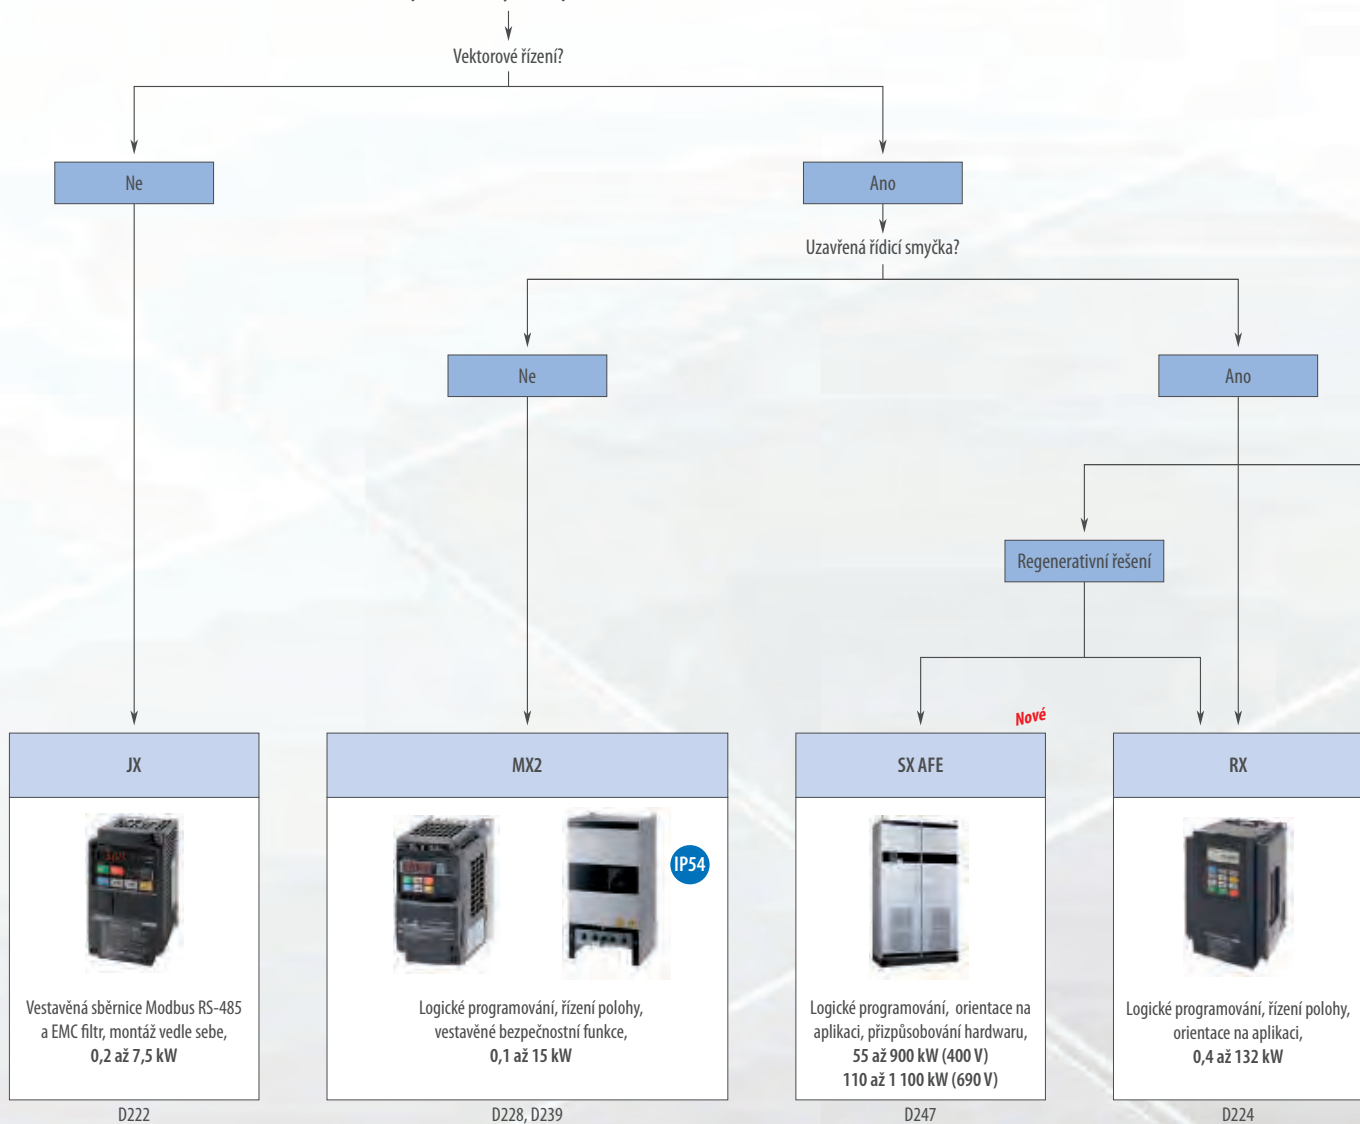 Vektorové řízení?
Ne
Ano
Uzavřená řídicí smyčka?
Ne
Ano
Regenerativní řešení
Nové
JX
MX2
SX AFE
RX
IP54
Vestavěná sběrnice Modbus RS-485
a EMC filtr, montáž vedle sebe,
0,2 až 7,5 kW
Logické programování, řízení polohy,
vestavěné bezpečnostní funkce,
0,1 až 15 kW
Logické programování, orientace na
aplikaci, přizpůsobování hardwaru,
55 až 900 kW (400 V)
110 až 1 100 kW (690 V)
Logické programování, řízení polohy,
orientace na aplikaci,
0,4 až 132 kW
D222
D228, D239
D247
D224